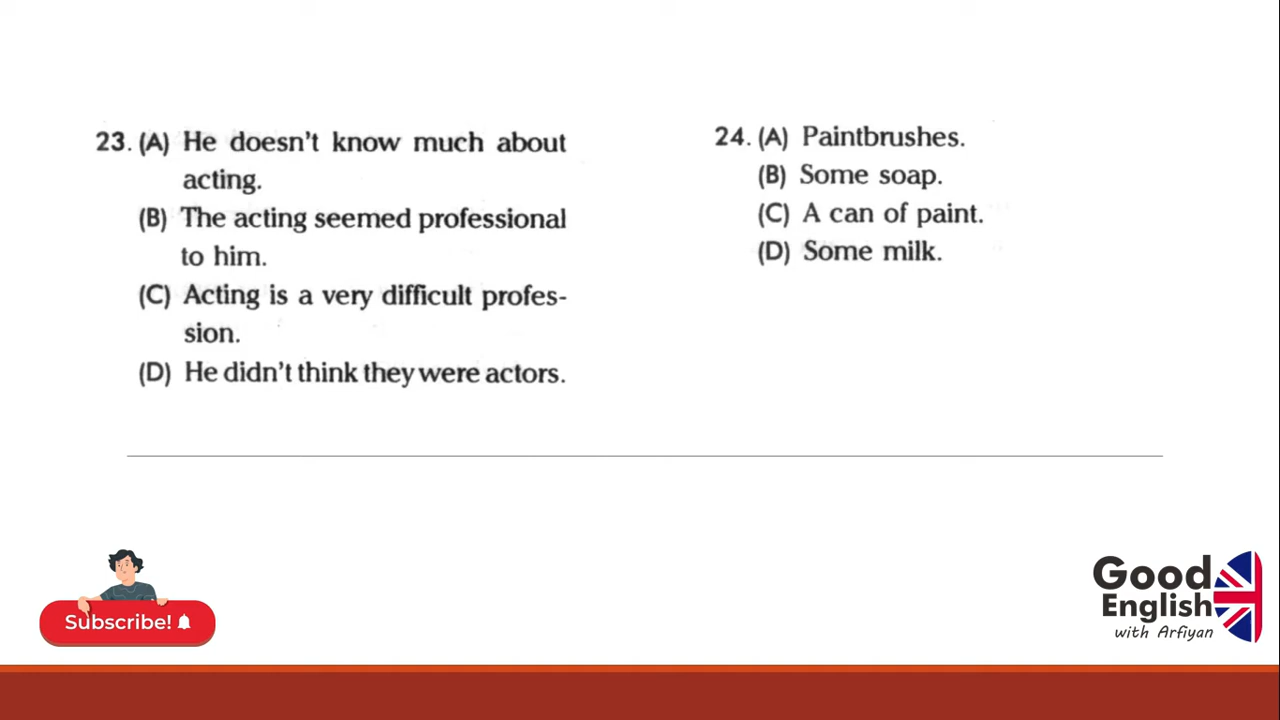 23. (A) He doesn't know much about
acting.
(B) The acting seemed professional
to him.
(C) Acting is a very difficult profes-
sion.
(D) He didn't think they were actors.
24. (A) Paintbrushes.
(B) Some soap.
(C) A can of paint.
(D) Some milk.
Subscribe!
Good
English
with Arfiyan